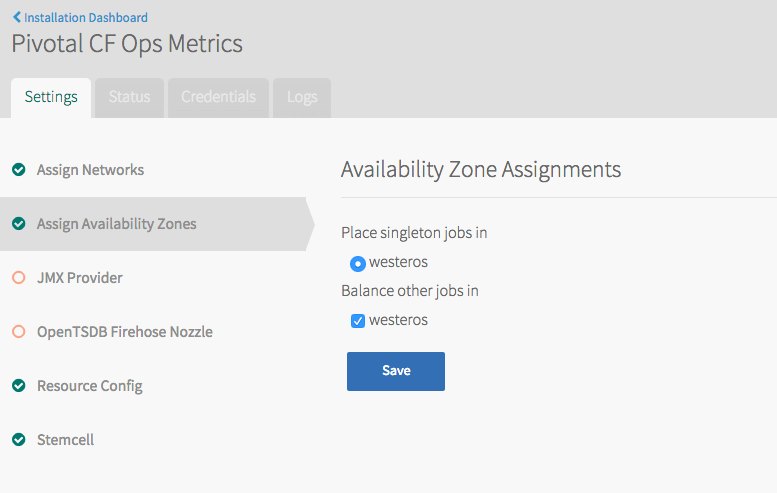 Installation Dashboard
Pivotal CF Ops Metrics
Settings Status Credentials Logs
Assign Networks
Assign Availability Zones
JMX Provider
OpenTSDB Firehose Nozzle
Resource Config
Stemcell
Availability Zone Assignments
Place singleton jobs in
westeros
Balance other jobs in
westeros
Save